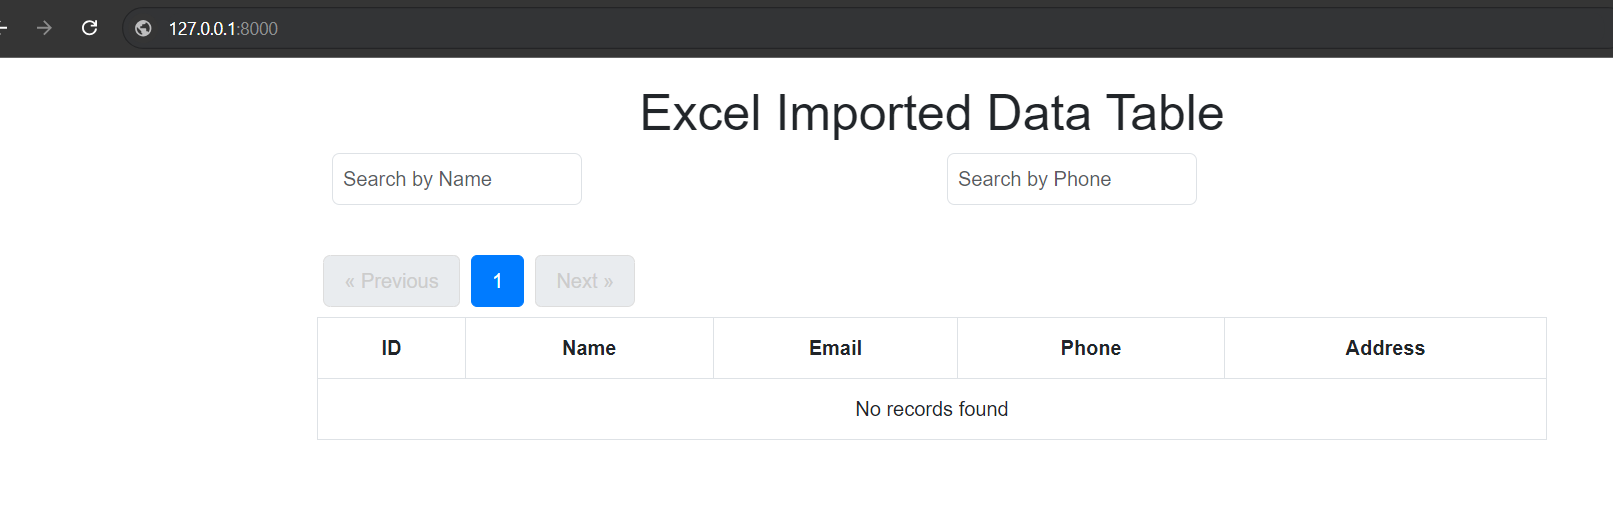 127.0.0.1:8000
Excel Imported Data Table
Search by Name Search by Phone
« Previous 1 Next »
ID Name Email Phone Address
No records found